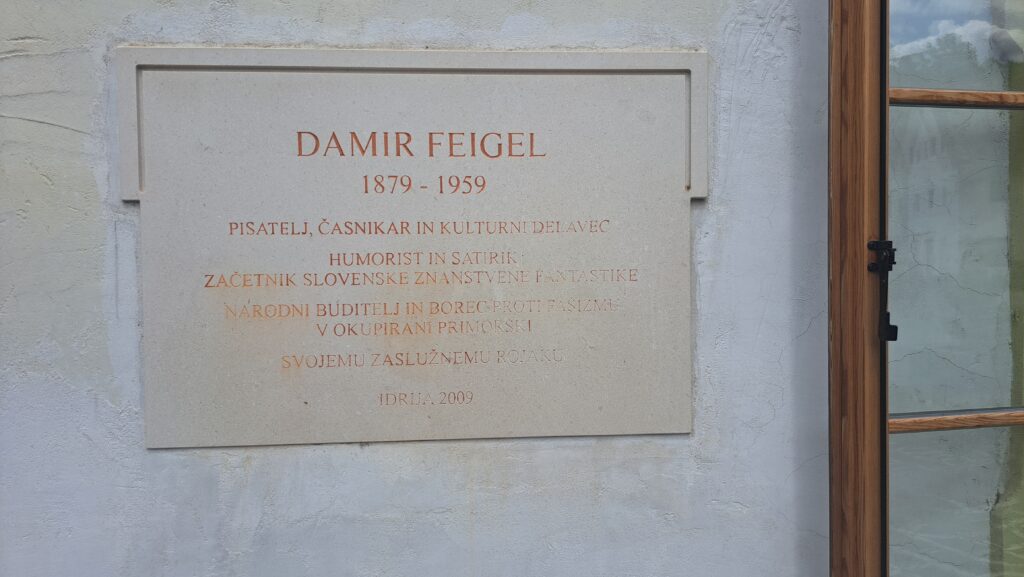 DAMIR FEIGEL
1879 - 1959
PISATELJ, ČASNIKAR IN KULTURNI DELAVEC
HUMORIST IN SATIRIK
ZAČETNIK SLOVENSKE ZNANSTVENE FANTASTIKE
NARODNI BUDITELJ IN BOREC PROTI FAŠIZMU
V OKUPIRANI PRIMORSKI
SVOJEMU ZASLUŽNEMU ROJAKU
IDRIJA 2009